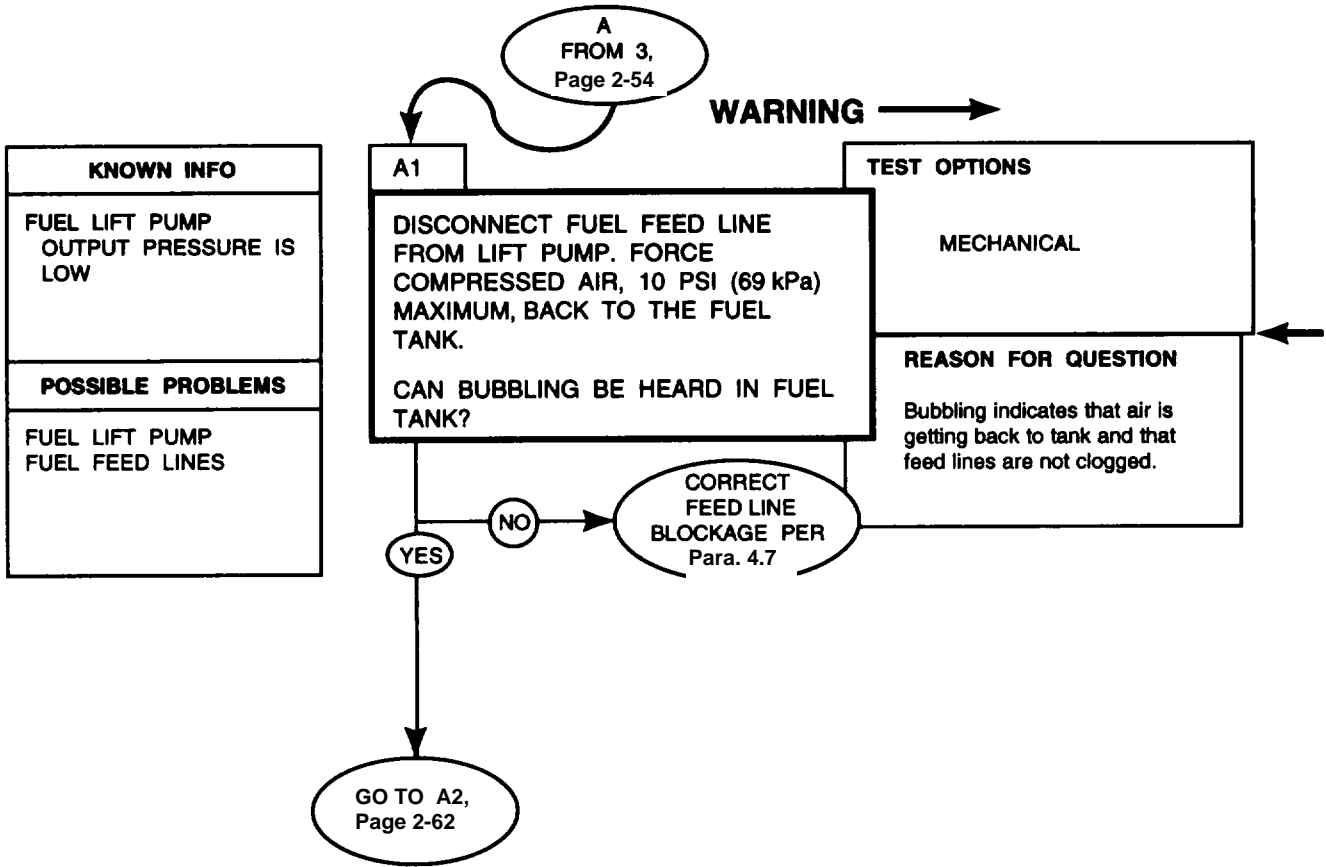 A
FROM 3,
Page 2-54
WARNING
KNOWN INFO
FUEL LIFT PUMP
OUTPUT PRESSURE IS
LOW
POSSIBLE PROBLEMS
FUEL LIFT PUMP
FUEL FEED LINES
A1
DISCONNECT FUEL FEED LINE
FROM LIFT PUMP. FORCE
COMPRESSED AIR, 10 PSI (69 kPa)
MAXIMUM, BACK TO THE FUEL
TANK.
CAN BUBBLING BE HEARD IN FUEL
TANK?
TEST OPTIONS
MECHANICAL
REASON FOR QUESTION
Bubbling indicates that air is
getting back to tank and that
feed lines are not clogged.
NO
CORRECT
FEED LINE
BLOCKAGE PER
Para. 4.7
YES
GO TO A2,
Page 2-62